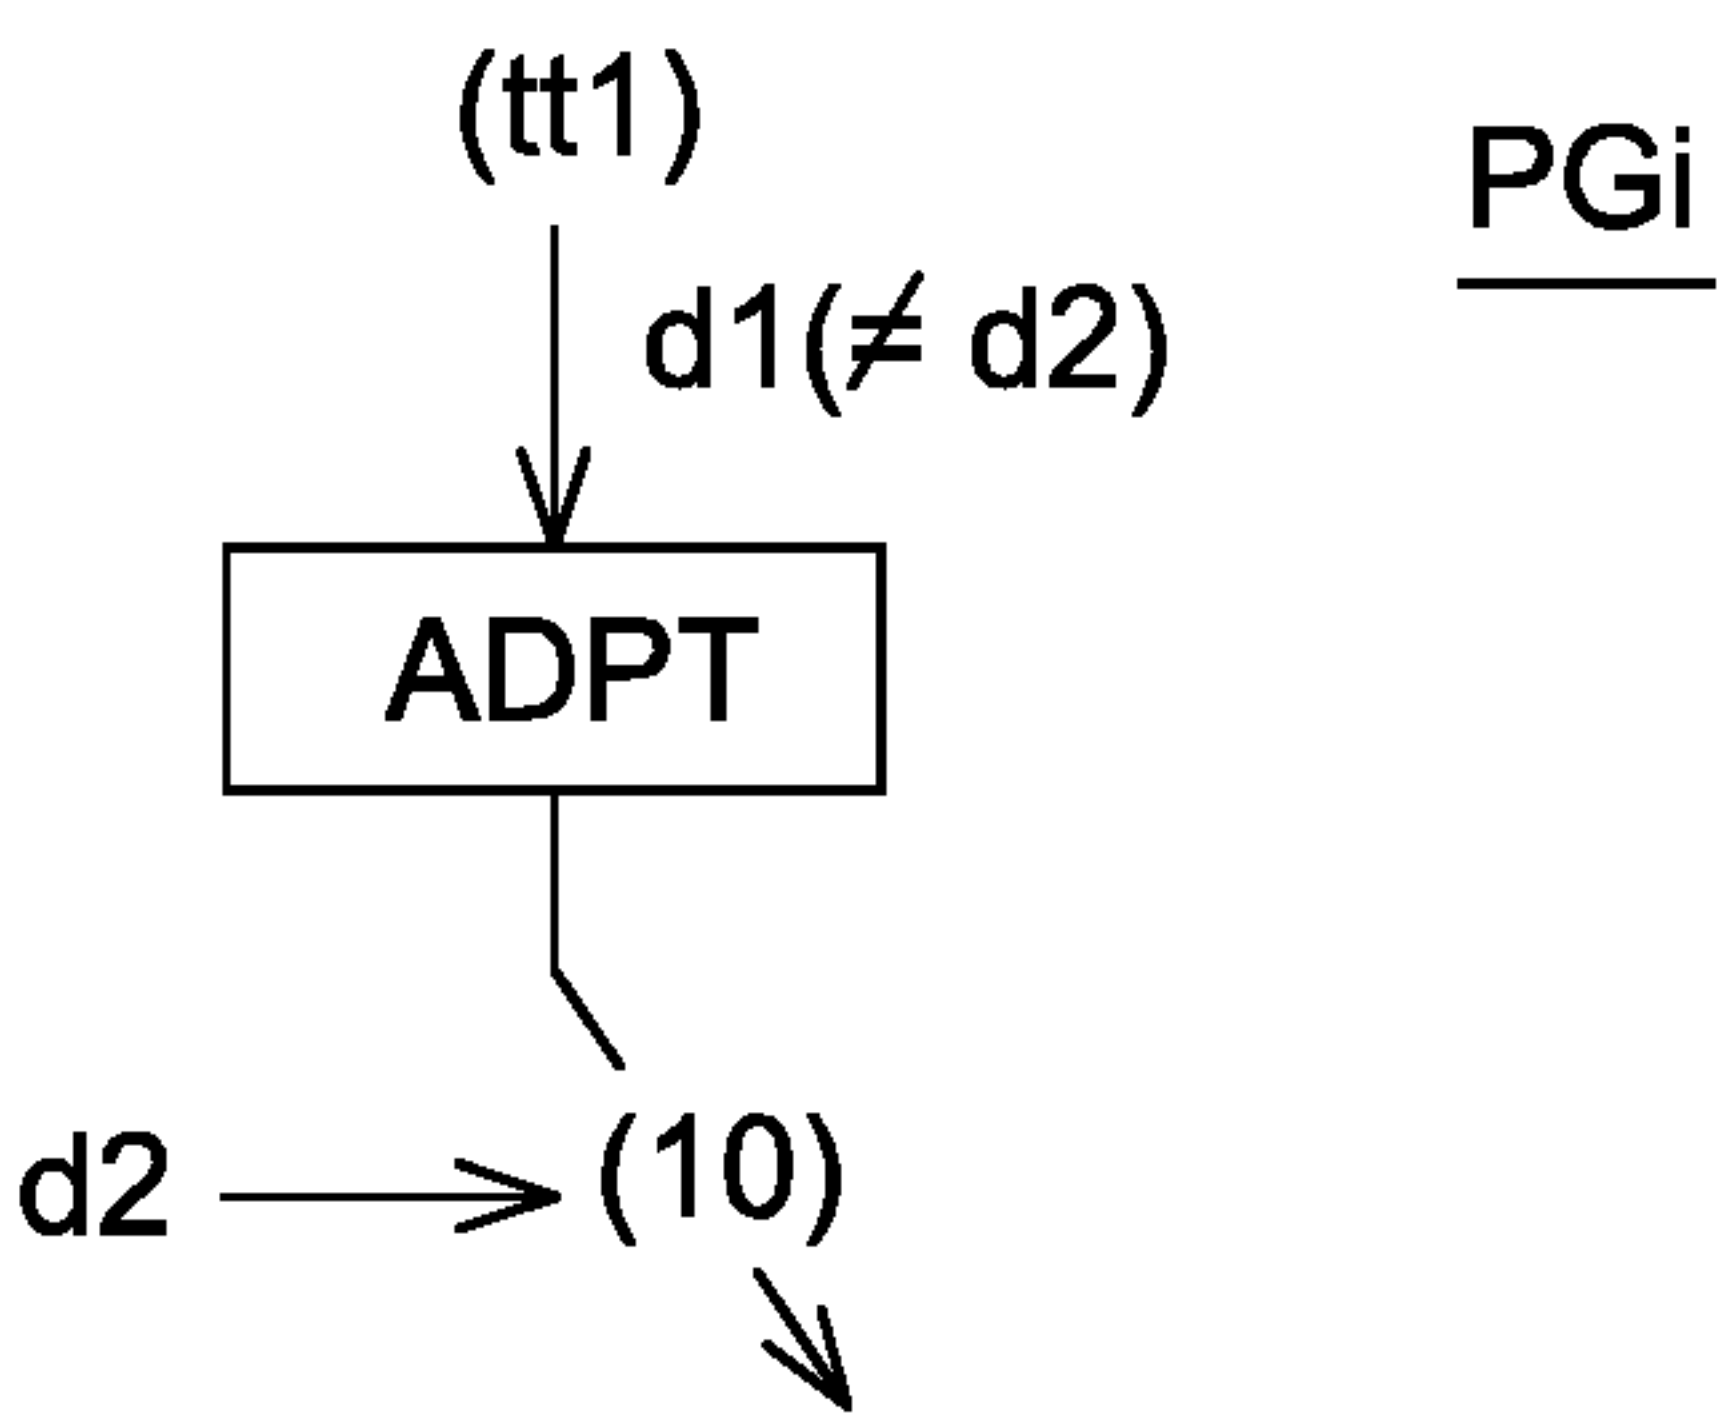 (tt1)
PGi
d1(≠ d2)
ADPT
d2
(10)